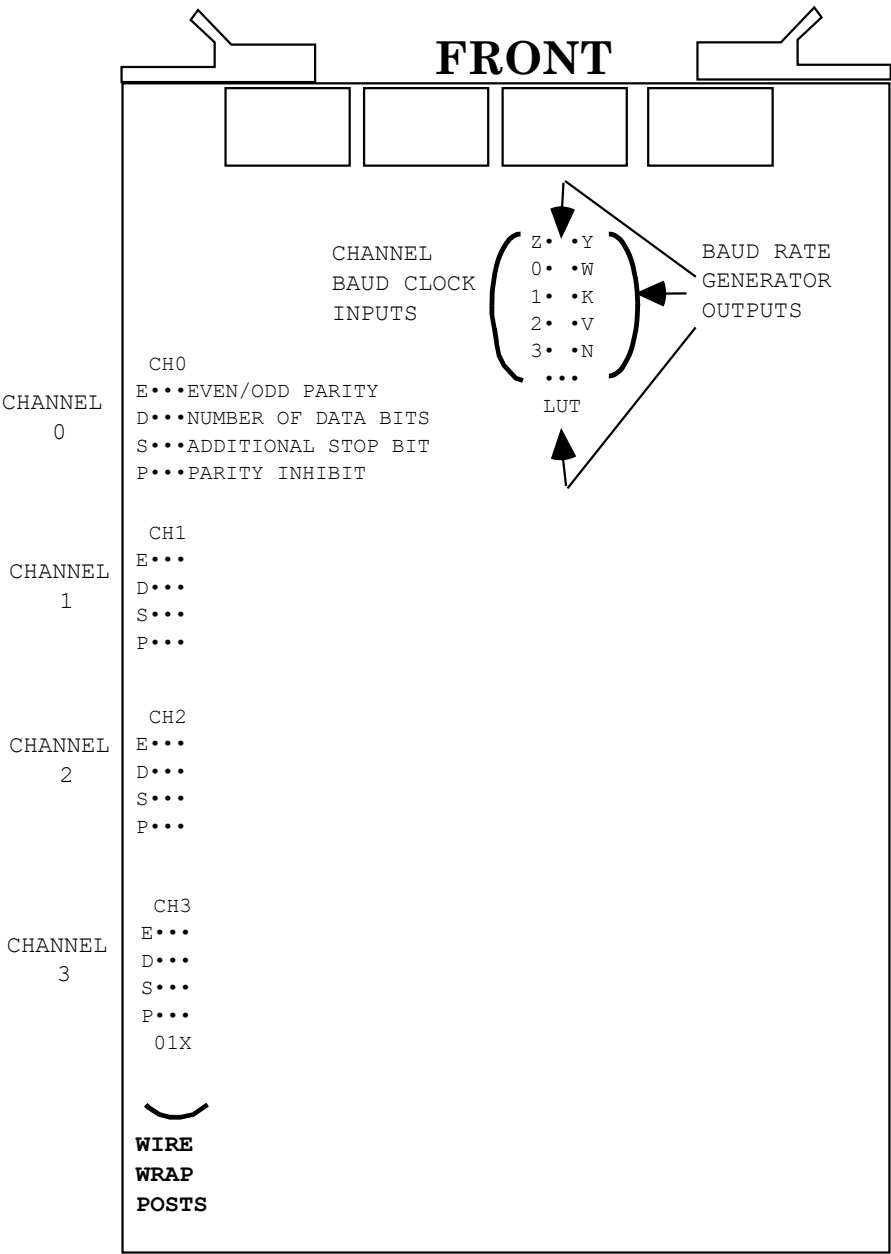 FRONT
CHANNEL
BAUD CLOCK
INPUTS
Z• •Y
0• •W
1• •K
2• •V
3• •N
•••
LUT
BAUD RATE
GENERATOR
OUTPUTS
CHANNEL
0
CH0
E•••EVEN/ODD PARITY
D•••NUMBER OF DATA BITS
S•••ADDITIONAL STOP BIT
P•••PARITY INHIBIT
CHANNEL
1
CH1
E•••
D•••
S•••
P•••
CHANNEL
2
CH2
E•••
D•••
S•••
P•••
CHANNEL
3
CH3
E•••
D•••
S•••
P•••
01X
WIRE
WRAP
POSTS